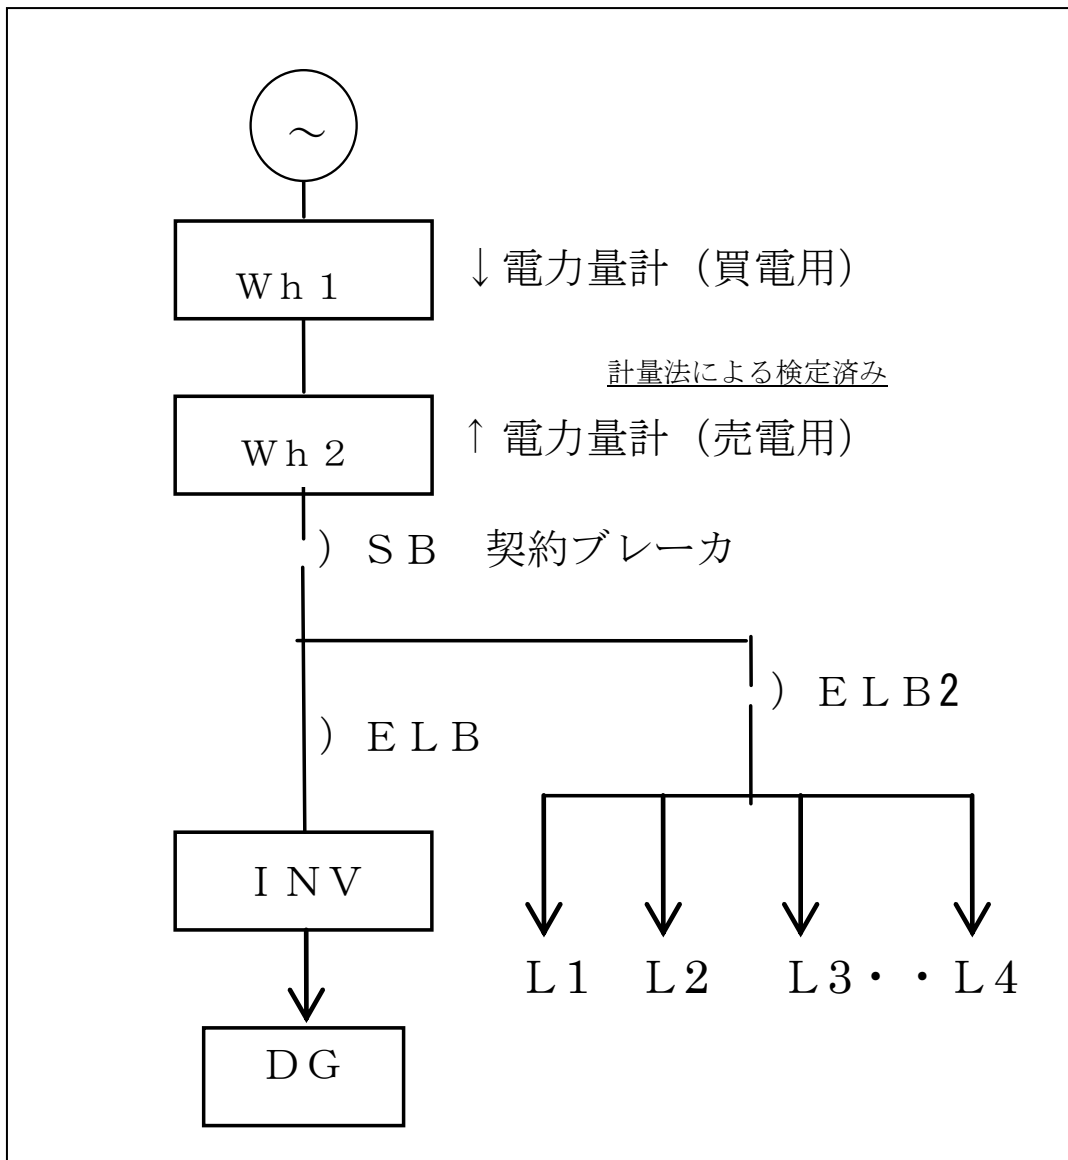 ～
Ｗｈ１ ↓電力量計（買電用）
計量法による検定済み
Ｗｈ２ ↑電力量計（売電用）
）ＳＢ　契約ブレーカ
）ＥＬＢ2
）ＥＬＢ
ＩＮＶ
Ｌ1 Ｌ2 Ｌ3・・Ｌ4
ＤＧ